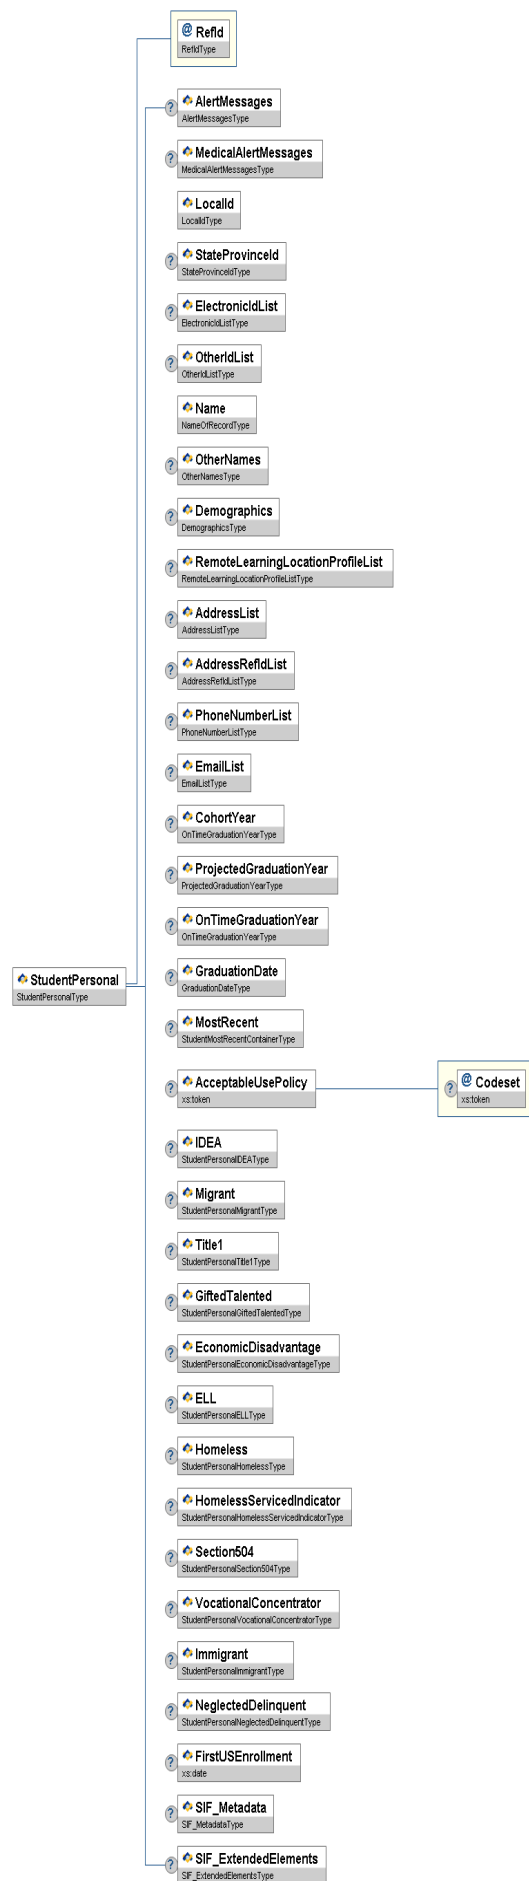 @ RefId
RefIdType
? AlertMessages
AlertMessagesType
? MedicalAlertMessages
MedicalAlertMessagesType
LocalId
LocalIdType
? StateProvinceId
StateProvinceIdType
? ElectronicIdList
ElectronicIdListType
? OtherIdList
OtherIdListType
Name
NameOfRecordType
? OtherNames
OtherNamesType
? Demographics
DemographicsType
? RemoteLearningLocationProfileList
RemoteLearningLocationProfileListType
? AddressList
AddressListType
? AddressRefIdList
AddressRefIdListType
? PhoneNumberList
PhoneNumberListType
? EmailList
EmailListType
? CohortYear
OnTimeGraduationYearType
? ProjectedGraduationYear
ProjectedGraduationYearType
? OnTimeGraduationYear
OnTimeGraduationYearType
StudentPersonal
StudentPersonalType
? GraduationDate
GraduationDateType
? MostRecent
StudentMostRecentContainerType
? AcceptableUsePolicy
xs:token
? @ Codeset
xs:token
? IDEA
StudentPersonalIDEAType
? Migrant
StudentPersonalMigrantType
? Title1
StudentPersonalTitle1Type
? GiftedTalented
StudentPersonalGiftedTalentedType
? EconomicDisadvantage
StudentPersonalEconomicDisadvantageType
? ELL
StudentPersonalELLType
? Homeless
StudentPersonalHomelessType
? HomelessServicedIndicator
StudentPersonalHomelessServicedIndicatorType
? Section504
StudentPersonalSection504Type
? VocationalConcentrator
StudentPersonalVocationalConcentratorType
? Immigrant
StudentPersonalImmigrantType
? NeglectedDelinquent
StudentPersonalNeglectedDelinquentType
? FirstUSEnrollment
xs:date
? SIF_Metadata
SIF_MetadataType
? SIF_ExtendedElements
SIF_ExtendedElementsType